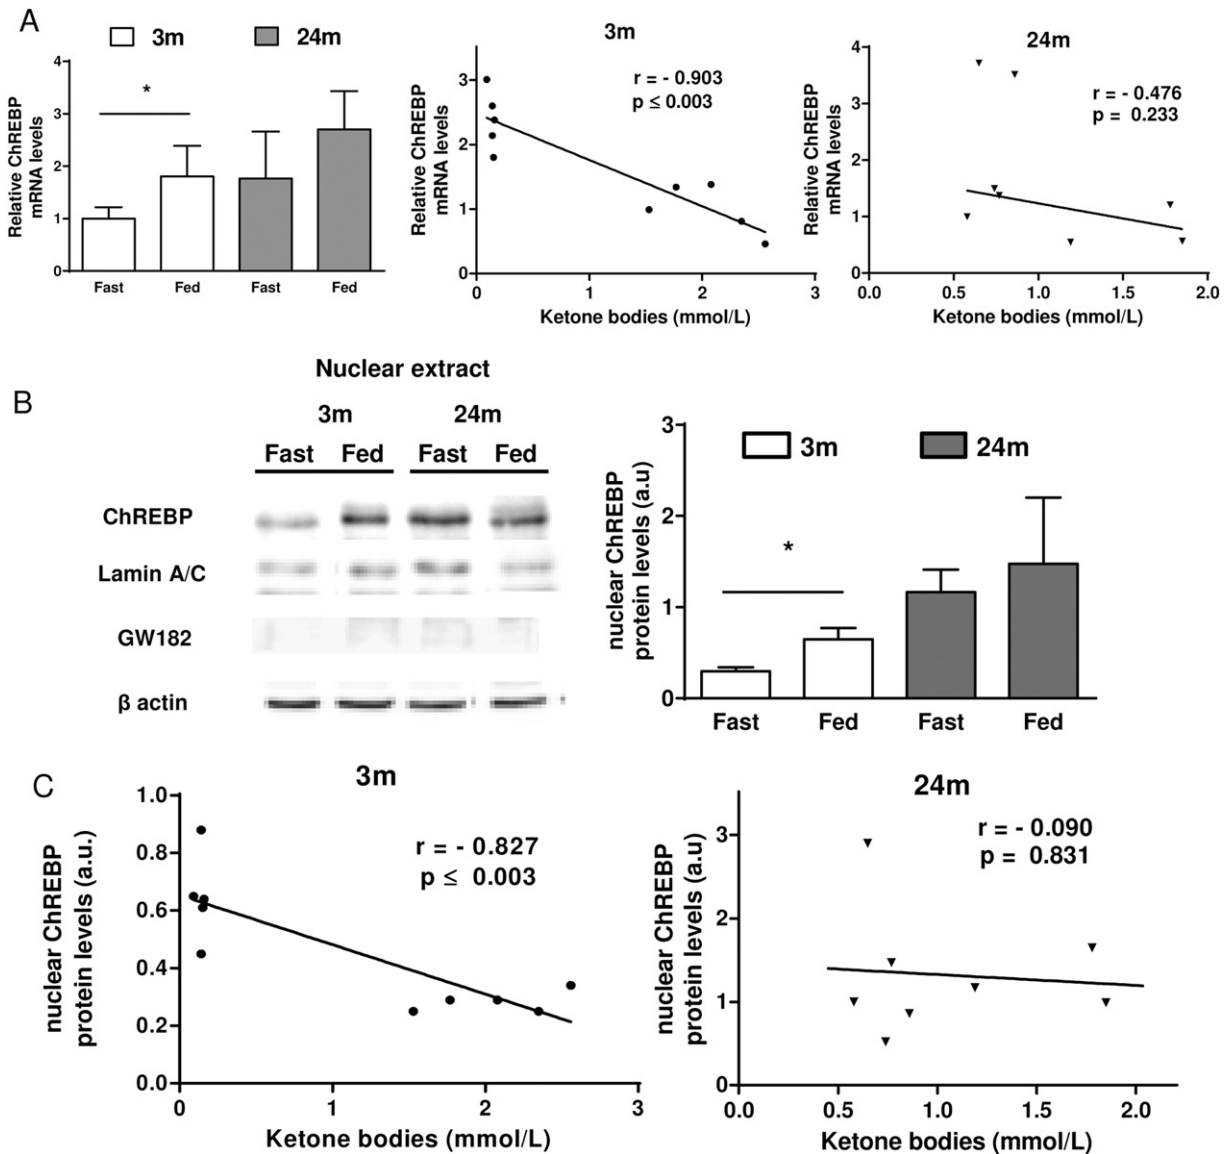 A
3m
24m
Relative ChREBP
mRNA levels
4
3
2
1
0
*
Fast
Fed
Fast
Fed
3m
r = - 0.903
p ≤ 0.003
Relative ChREBP
mRNA levels
3
2
1
0
0
1
2
3
Ketone bodies (mmol/L)
24m
r = - 0.476
p = 0.233
Relative ChREBP
mRNA levels
4
3
2
1
0
0.0
0.5
1.0
1.5
2.0
Ketone bodies (mmol/L)
B
Nuclear extract
3m
24m
Fast
Fed
Fast
Fed
ChREBP
Lamin A/C
GW182
β actin
nuclear ChREBP
protein levels (a.u)
3
2
1
0
3m
24m
*
Fast
Fed
Fast
Fed
C
3m
r = - 0.827
p ≤ 0.003
nuclear ChREBP
protein levels (a.u.)
1.0
0.8
0.6
0.4
0.2
0.0
0
1
2
3
Ketone bodies (mmol/L)
24m
r = - 0.090
p = 0.831
nuclear ChREBP
protein levels (a.u)
3
2
1
0
0.0
0.5
1.0
1.5
2.0
Ketone bodies (mmol/L)